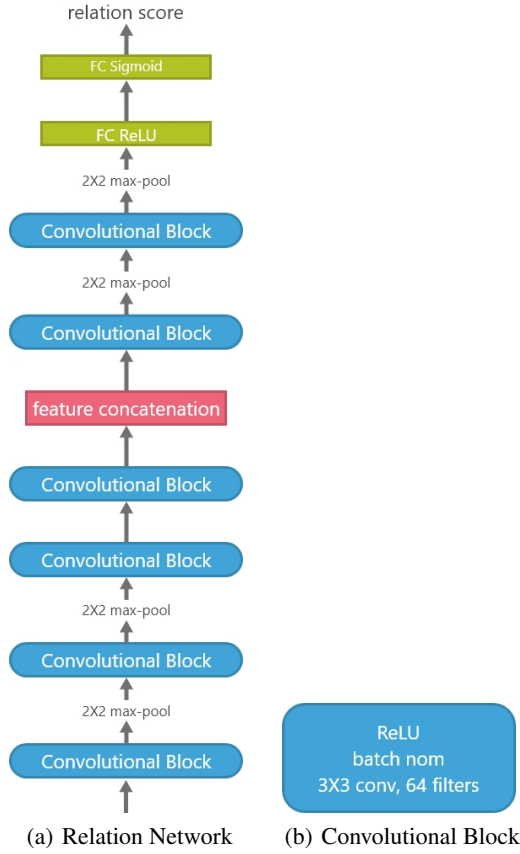 relation score
FC Sigmoid
FC ReLU
2X2 max-pool
Convolutional Block
2X2 max-pool
Convolutional Block
feature concatenation
Convolutional Block
Convolutional Block
2X2 max-pool
Convolutional Block
2X2 max-pool
Convolutional Block
(a) Relation Network
ReLU
batch nom
3X3 conv, 64 filters
(b) Convolutional Block